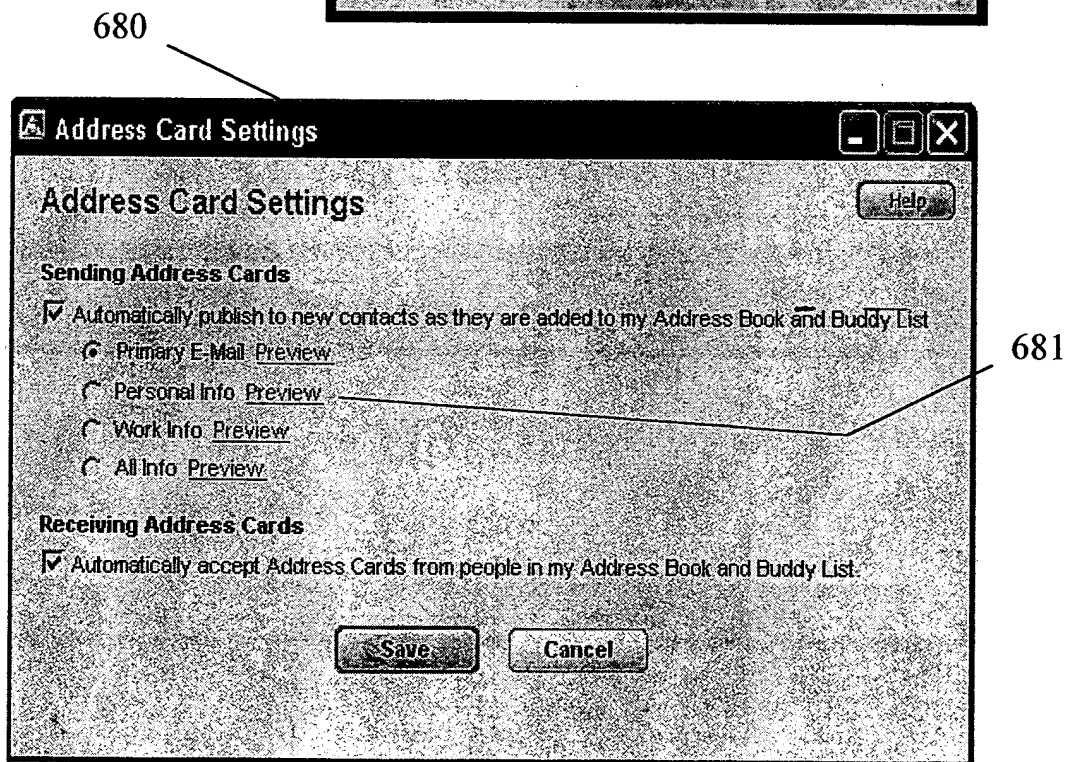 680
Address Card Settings
Address Card Settings
Help
Sending Address Cards
Automatically publish to new contacts as they are added to my Address Book and Buddy List
Primary E-Mail Preview
681
Personal Info Preview
Work Info Preview
All Info Preview
Receiving Address Cards
Automatically accept Address Cards from people in my Address Book and Buddy List.
Save
Cancel